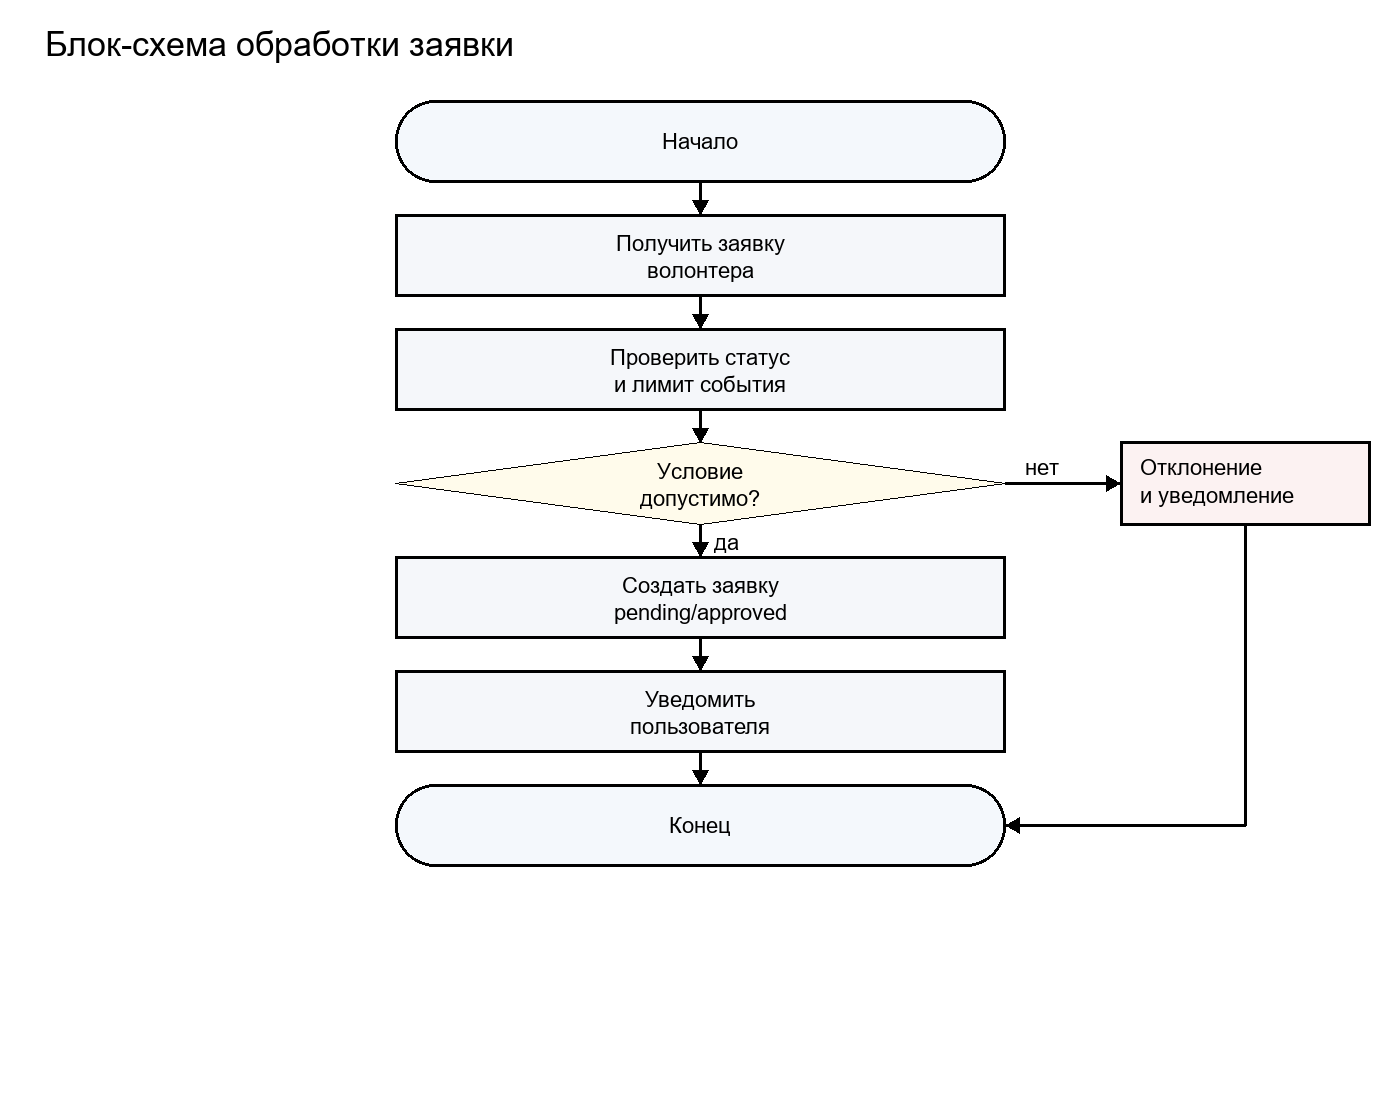 Блок-схема обработки заявки
Начало
Получить заявку
волонтера
Проверить статус
и лимит события
Условие
допустимо?
нет
Отклонение
и уведомление
да
Создать заявку
pending/approved
Уведомить
пользователя
Конец